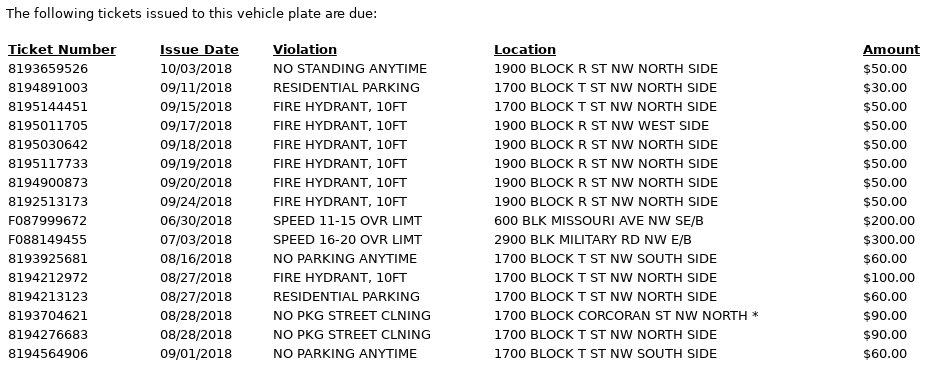 The following tickets issued to this vehicle plate are due:
Ticket Number Issue Date Violation Location Amount
8193659526 10/03/2018 NO STANDING ANYTIME 1900 BLOCK R ST NW NORTH SIDE $50.00
8194891003 09/11/2018 RESIDENTIAL PARKING 1700 BLOCK T ST NW NORTH SIDE $30.00
8195144451 09/15/2018 FIRE HYDRANT, 10FT 1700 BLOCK T ST NW NORTH SIDE $50.00
8195011705 09/17/2018 FIRE HYDRANT, 10FT 1900 BLOCK R ST NW WEST SIDE $50.00
8195030642 09/18/2018 FIRE HYDRANT, 10FT 1900 BLOCK R ST NW NORTH SIDE $50.00
8195117733 09/19/2018 FIRE HYDRANT, 10FT 1900 BLOCK R ST NW NORTH SIDE $50.00
8194900873 09/20/2018 FIRE HYDRANT, 10FT 1900 BLOCK R ST NW NORTH SIDE $50.00
8192513173 09/24/2018 FIRE HYDRANT, 10FT 1900 BLOCK R ST NW NORTH SIDE $50.00
F087999672 06/30/2018 SPEED 11-15 OVR LIMT 600 BLK MISSOURI AVE NW SE/B $200.00
F088149455 07/03/2018 SPEED 16-20 OVR LIMT 2900 BLK MILITARY RD NW E/B $300.00
8193925681 08/16/2018 NO PARKING ANYTIME 1700 BLOCK T ST NW SOUTH SIDE $60.00
8194212972 08/27/2018 FIRE HYDRANT, 10FT 1700 BLOCK T ST NW NORTH SIDE $100.00
8194213123 08/27/2018 RESIDENTIAL PARKING 1700 BLOCK T ST NW NORTH SIDE $60.00
8193704621 08/28/2018 NO PKG STREET CLNING 1700 BLOCK CORCORAN ST NW NORTH * $90.00
8194276683 08/28/2018 NO PKG STREET CLNING 1700 BLOCK T ST NW NORTH SIDE $90.00
8194564906 09/01/2018 NO PARKING ANYTIME 1700 BLOCK T ST NW SOUTH SIDE $60.00